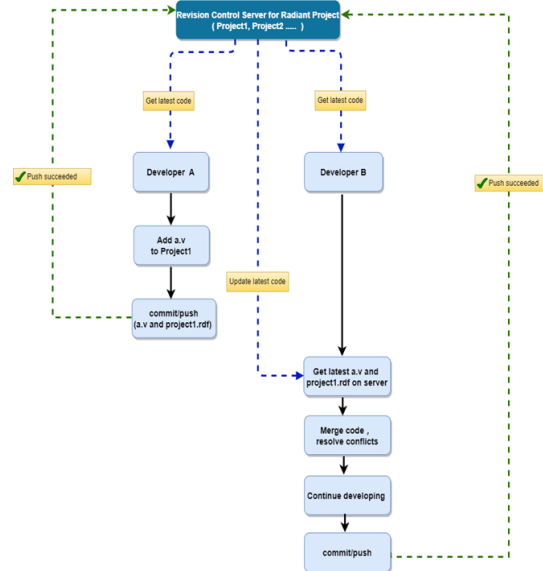 Revision Control Server for Radiant Project
( Project1, Project2 ..... )
Get latest code
Get latest code
Push succeeded
Developer A
Developer B
Push succeeded
Add a.v
to Project1
Update latest code
commit/push
(a.v and project1.rdf)
Get latest a.v and
project1.rdf on server
Merge code ,
resolve conflicts
Continue developing
commit/push